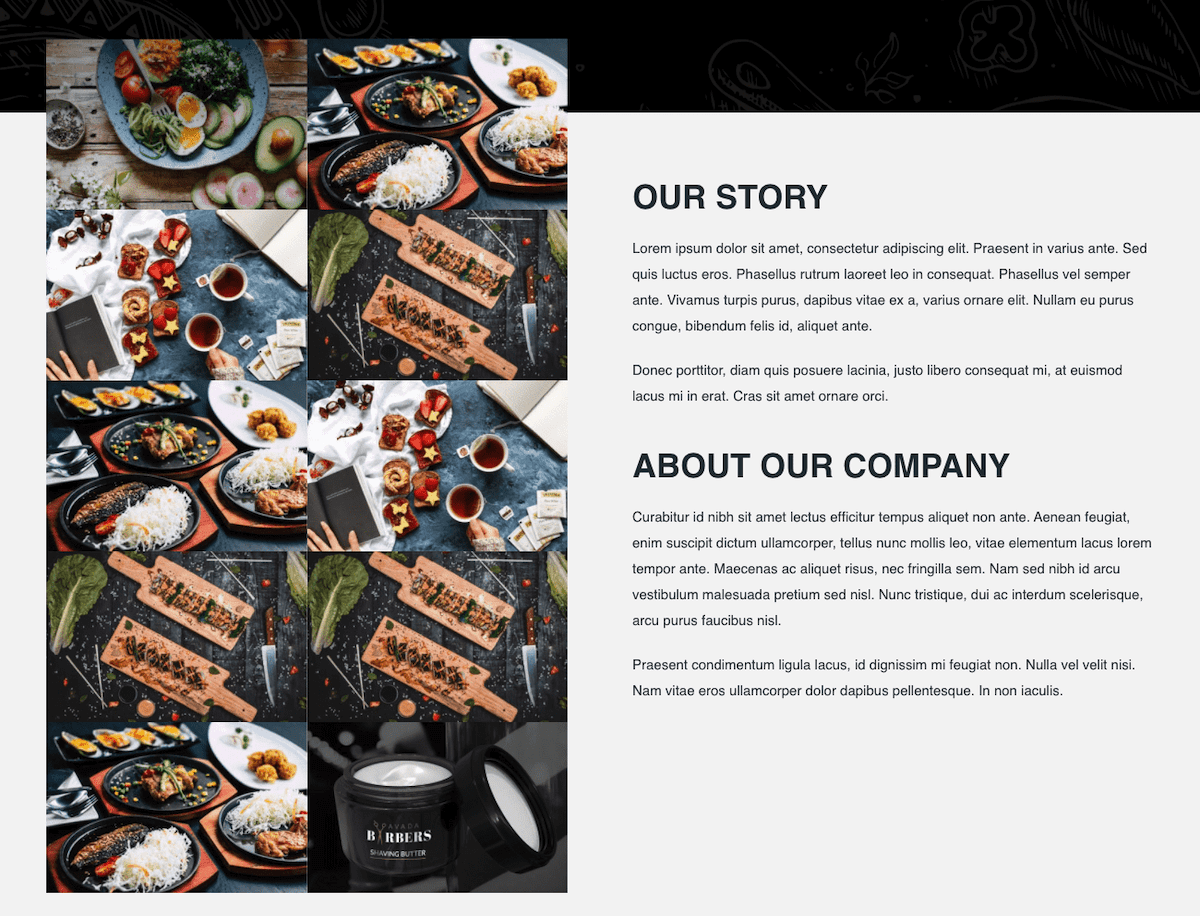 OUR STORY
Lorem ipsum dolor sit amet, consectetur adipiscing elit. Praesent in varius ante. Sed
quis luctus eros. Phasellus rutrum laoreet leo in consequat. Phasellus vel semper
ante. Vivamus turpis purus, dapibus vitae ex a, varius ornare elit. Nullam eu purus
congue, bibendum felis id, aliquet ante.
Donec porttitor, diam quis posuere lacinia, justo libero consequat mi, at euismod
lacus mi in erat. Cras sit amet ornare orci.
ABOUT OUR COMPANY
Curabitur id nibh sit amet lectus efficitur tempus aliquet non ante. Aenean feugiat,
enim suscipit dictum ullamcorper, tellus nunc mollis leo, vitae elementum lacus lorem
tempor ante. Maecenas ac aliquet risus, nec fringilla sem. Nam sed nibh id arcu
vestibulum malesuada pretium sed nisl. Nunc tristique, dui ac interdum scelerisque,
arcu purus faucibus nisl.
Praesent condimentum ligula lacus, id dignissim mi feugiat non. Nulla vel velit nisi.
Nam vitae eros ullamcorper dolor dapibus pellentesque. In non iaculis.
BARBERS
SHAVING BUTTER